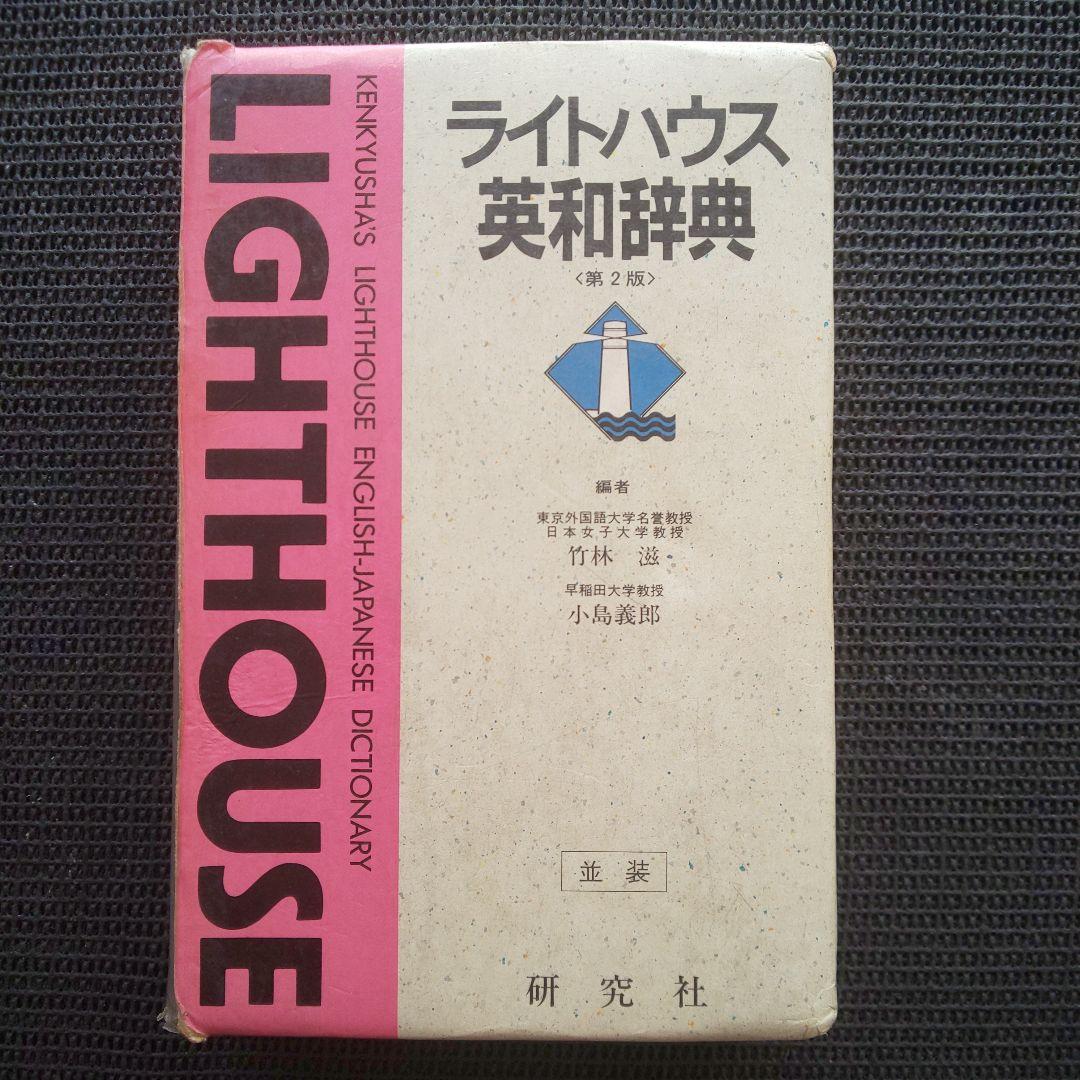 LIGHTHOUSE
KENKYUSHA'S LIGHTHOUSE ENGLISH-JAPANESE DICTIONARY
ライトハウス
英和辞典
〈第2版〉
編者
東京外国語大学名誉教授
日本女子大学教授
竹林 滋
早稲田大学教授
小島義郎
並装
研究社